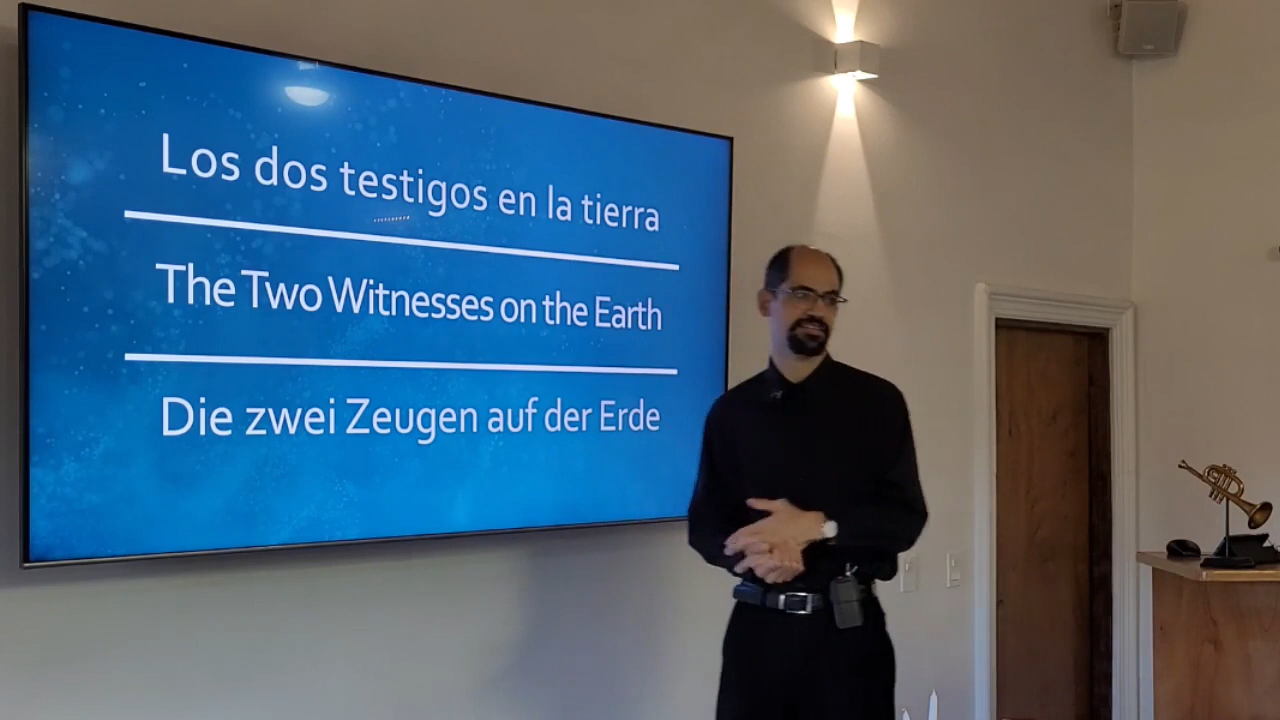 Los dos testigos en la tierra
The Two Witnesses on the Earth
Die zwei Zeugen auf der Erde